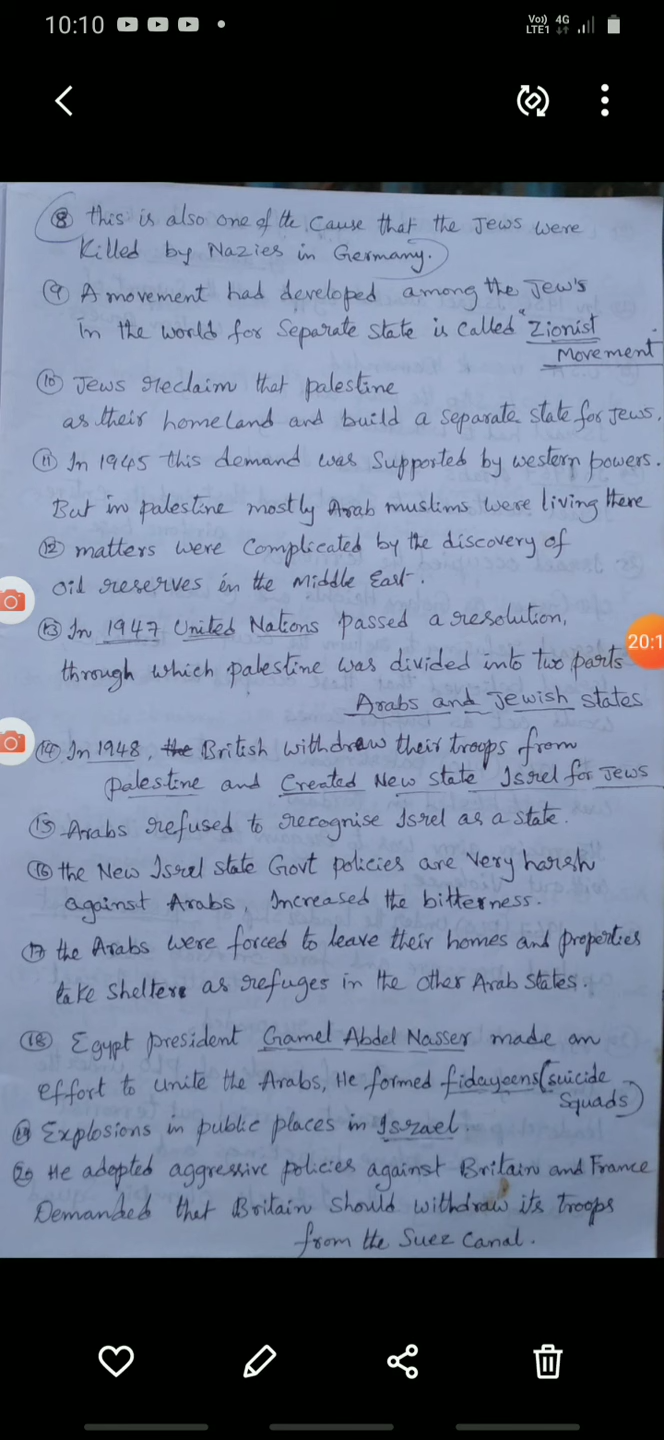 10:10
Vo)) 4G
LTE1
⑧ this is also one of the Cause that the Jews were
Killed by Nazies in Germany.
⑨ A movement had developed among the Jew's
in the world for Separate State is Called "Zionist
Movement
⑩ Jews reclaim that palestine
as their homeland and build a separate state for Jews.
⑪ In 1945 this demand was Supported by western powers.
But in palestine mostly Arab muslims were living there
⑫ matters were Complicated by the discovery of
oil reserves in the Middle East.
⑬ In 1947 United Nations passed a resolution,
through which palestine was divided into two parts
Arabs and Jewish states
20:1
⑭ In 1948, the British withdrew their troops from
palestine and Created New state Isrel for Jews
⑮ Arabs refused to recognise Isrel as a state.
⑯ the New Isrel state Govt policies are Very harsh
against Arabs, Increased the bitterness.
⑰ the Arabs were forced to leave their homes and properties
take Shelters as refuges in the other Arab States.
⑱ Egypt president Gamel Abdel Nasser made an
effort to unite the Arabs, He formed fidayeens (suicide
Squads)
⑲ Explosions in public places in Israel.
⑳ He adopted aggressive policies against Britain and France
Demanded that Britain should withdraw its troops
from the Suez Canal.